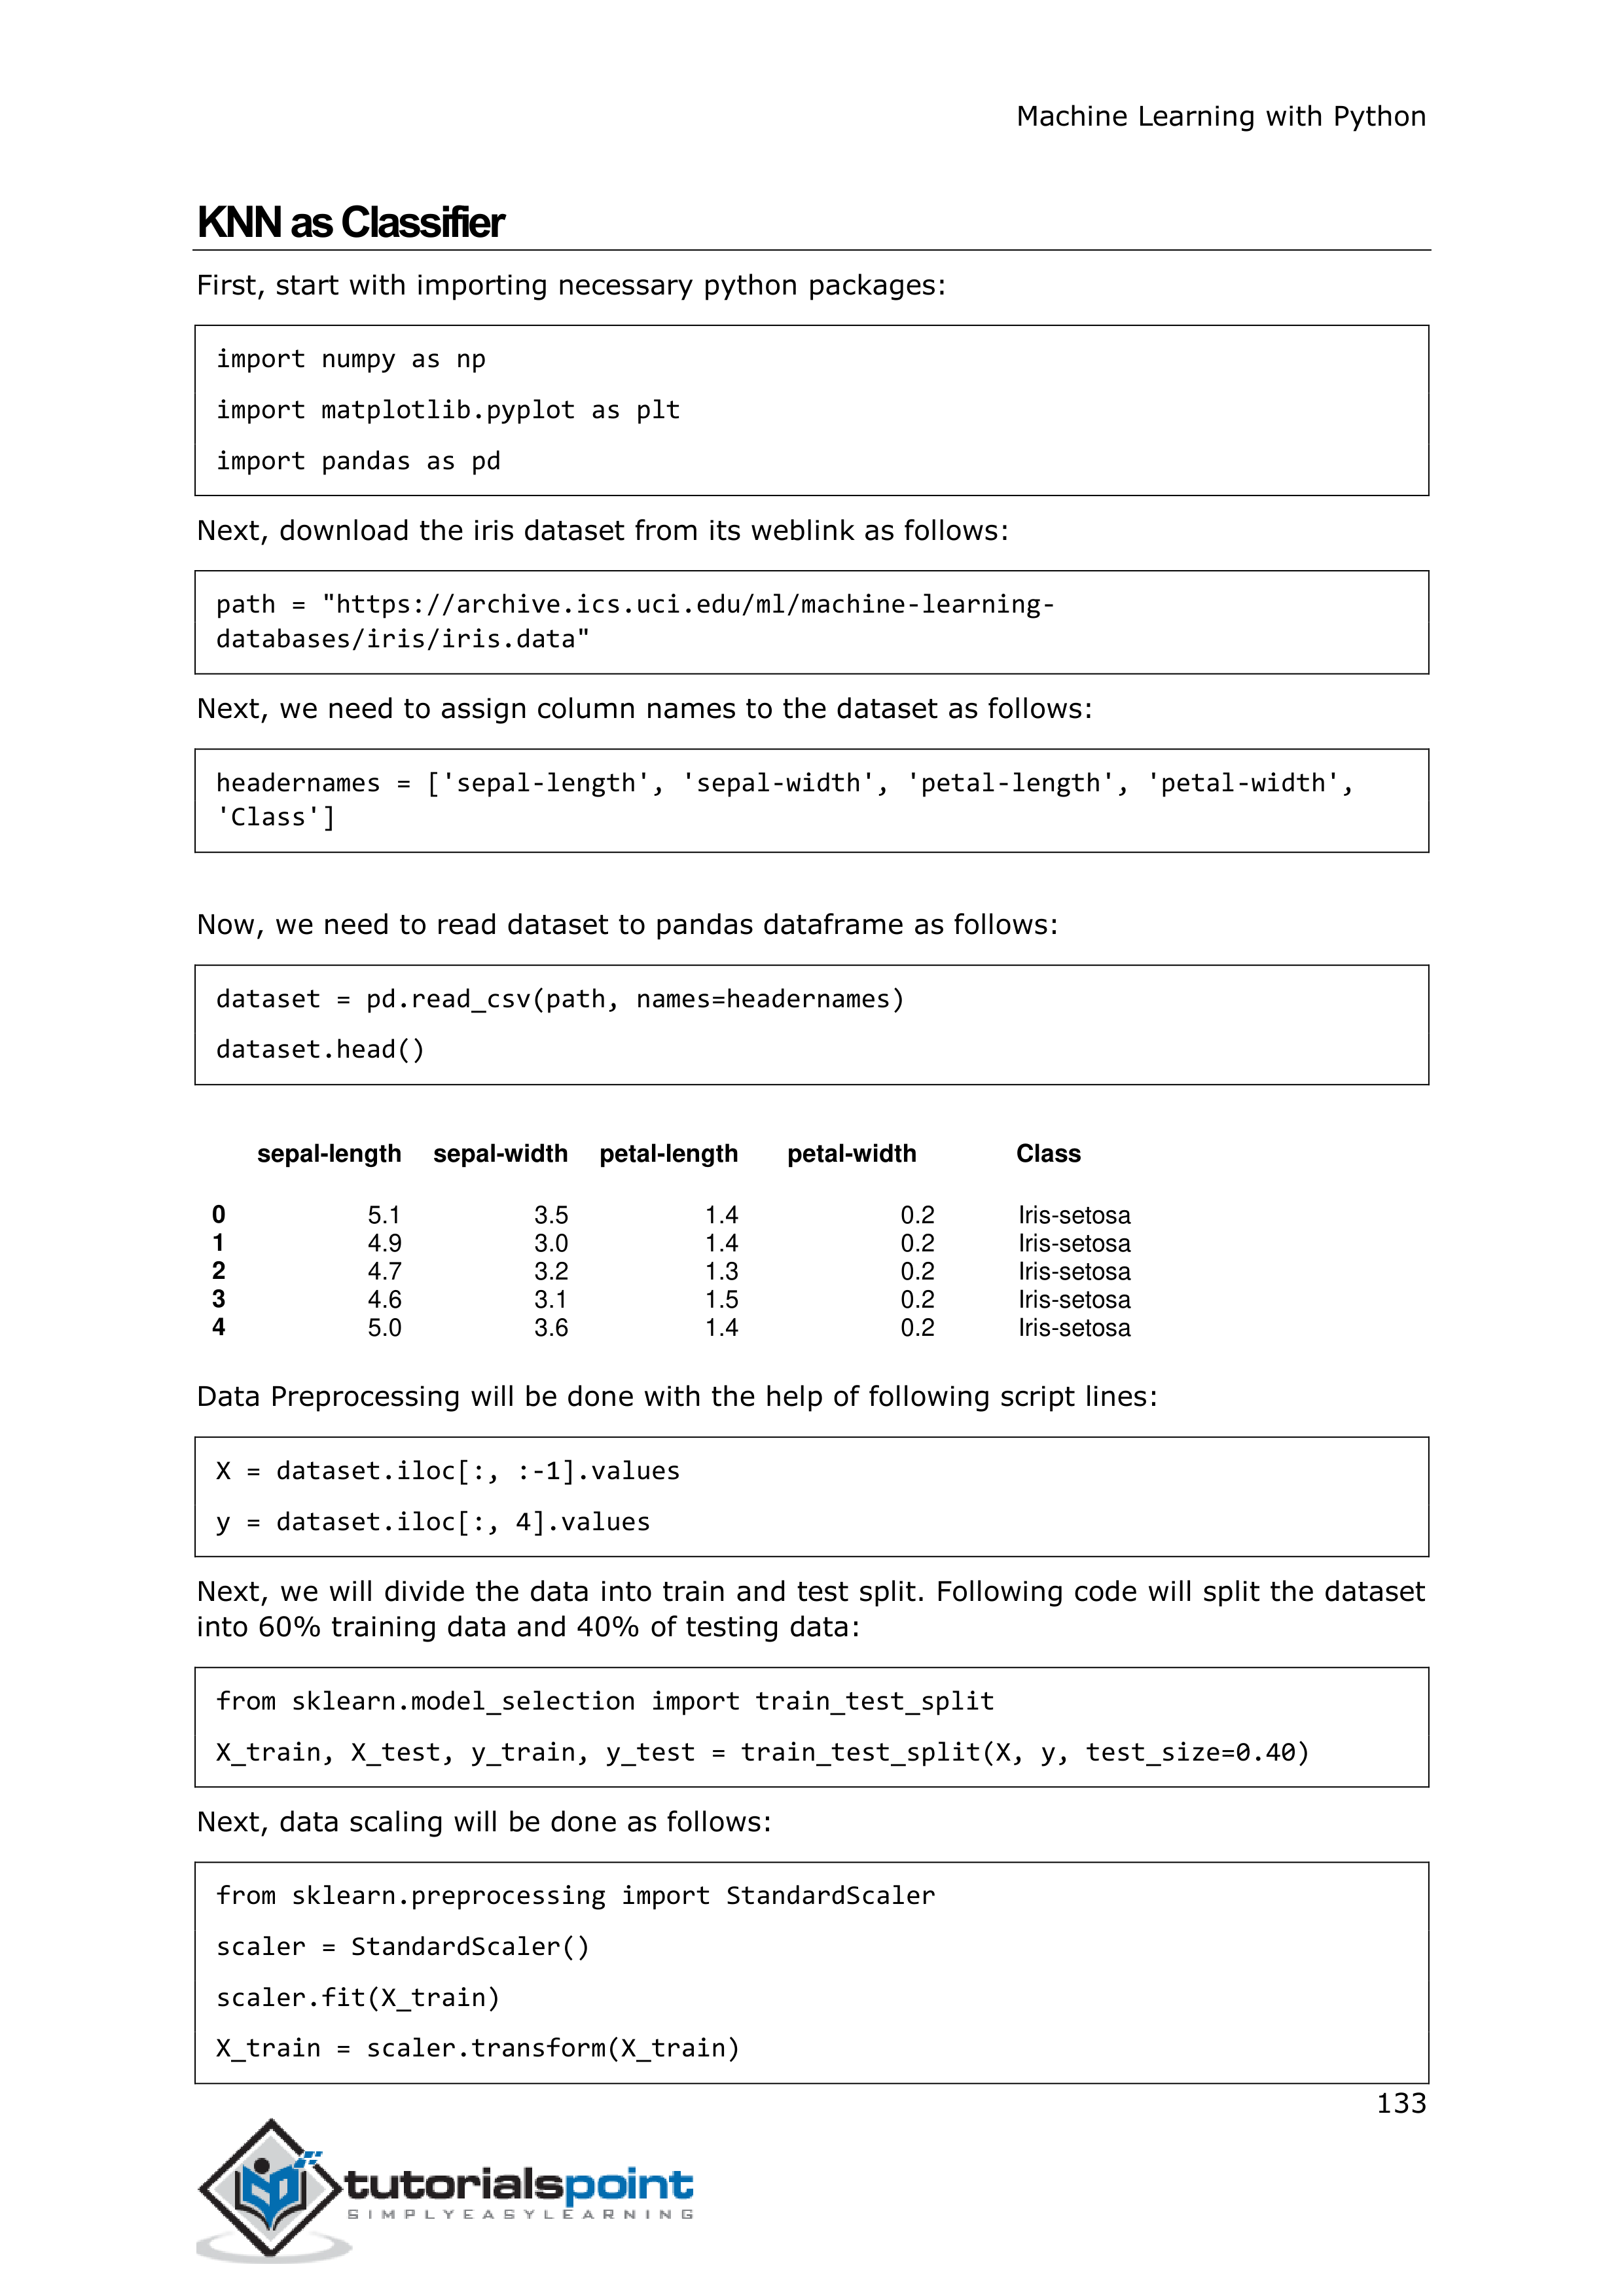 Machine Learning with Python
KNN as Classifier
First, start with importing necessary python packages:
import numpy as np
import matplotlib.pyplot as plt
import pandas as pd
Next, download the iris dataset from its weblink as follows:
path = "https://archive.ics.uci.edu/ml/machine-learning-
databases/iris/iris.data"
Next, we need to assign column names to the dataset as follows:
headernames = ['sepal-length', 'sepal-width', 'petal-length', 'petal-width',
'Class']
Now, we need to read dataset to pandas dataframe as follows:
dataset = pd.read_csv(path, names=headernames)
dataset.head()
sepal-length sepal-width petal-length petal-width Class
0 5.1 3.5 1.4 0.2 Iris-setosa
1 4.9 3.0 1.4 0.2 Iris-setosa
2 4.7 3.2 1.3 0.2 Iris-setosa
3 4.6 3.1 1.5 0.2 Iris-setosa
4 5.0 3.6 1.4 0.2 Iris-setosa
Data Preprocessing will be done with the help of following script lines:
X = dataset.iloc[:, :-1].values
y = dataset.iloc[:, 4].values
Next, we will divide the data into train and test split. Following code will split the dataset
into 60% training data and 40% of testing data:
from sklearn.model_selection import train_test_split
X_train, X_test, y_train, y_test = train_test_split(X, y, test_size=0.40)
Next, data scaling will be done as follows:
from sklearn.preprocessing import StandardScaler
scaler = StandardScaler()
scaler.fit(X_train)
X_train = scaler.transform(X_train)
133
tutorialspoint
SIMPLYEASYLEARNING